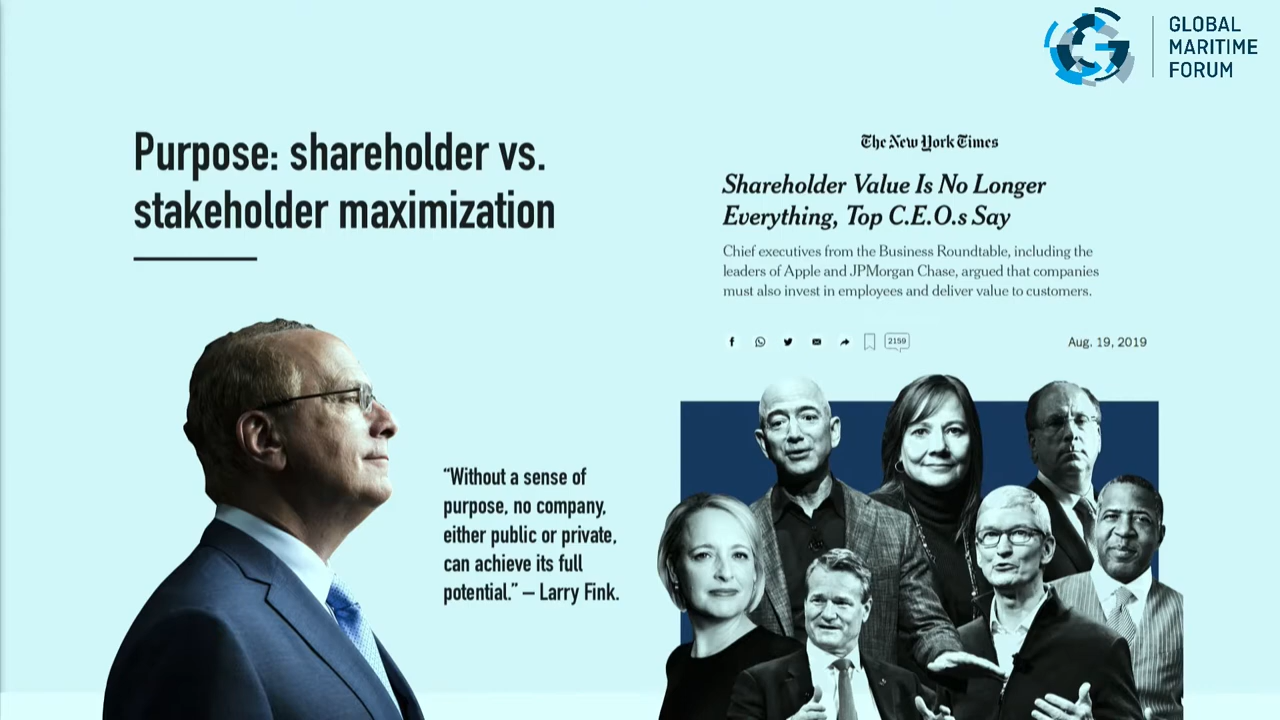 GLOBAL
MARITIME
FORUM
Purpose: shareholder vs.
stakeholder maximization
The New York Times
Shareholder Value Is No Longer
Everything, Top C.E.O.s Say
Chief executives from the Business Roundtable, including the
leaders of Apple and JPMorgan Chase, argued that companies
must also invest in employees and deliver value to customers.
2159
Aug. 19, 2019
“Without a sense of
purpose, no company,
either public or private,
can achieve its full
potential.” – Larry Fink.